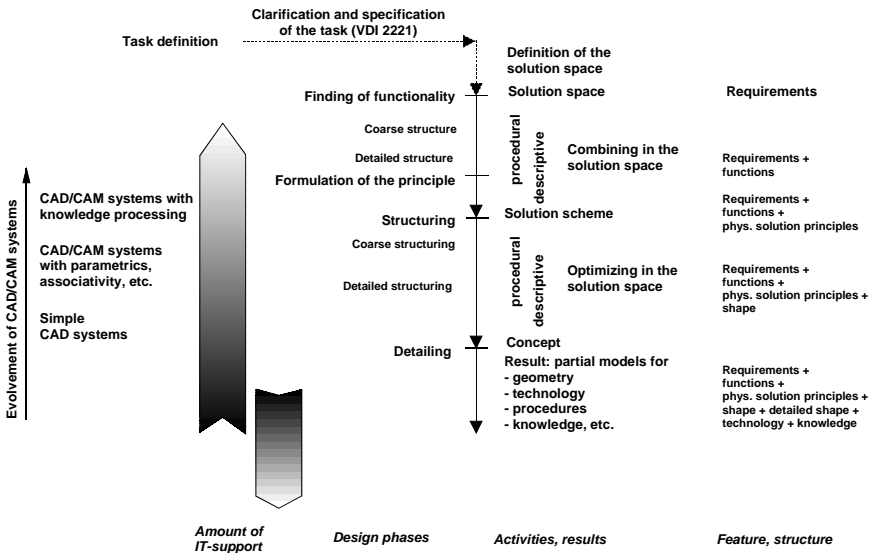 Clarification and specification
of the task (VDI 2221)
Task definition
Definition of the
solution space
Finding of functionality
Solution space
Requirements
Coarse structure
Detailed structure
procedural
descriptive
Combining in the
solution space
Requirements +
functions
Formulation of the principle
Evolvement of CAD/CAM systems
CAD/CAM systems with
knowledge processing
Structuring
Solution scheme
Requirements +
functions +
phys. solution principles
Coarse structuring
CAD/CAM systems
with parametrics,
associativity, etc.
Detailed structuring
procedural
descriptive
Optimizing in the
solution space
Requirements +
functions +
phys. solution principles +
shape
Simple
CAD systems
Detailing
Concept
Result: partial models for
- geometry
- technology
- procedures
- knowledge, etc.
Requirements +
functions +
phys. solution principles +
shape + detailed shape +
technology + knowledge
Amount of
IT-support
Design phases
Activities, results
Feature, structure